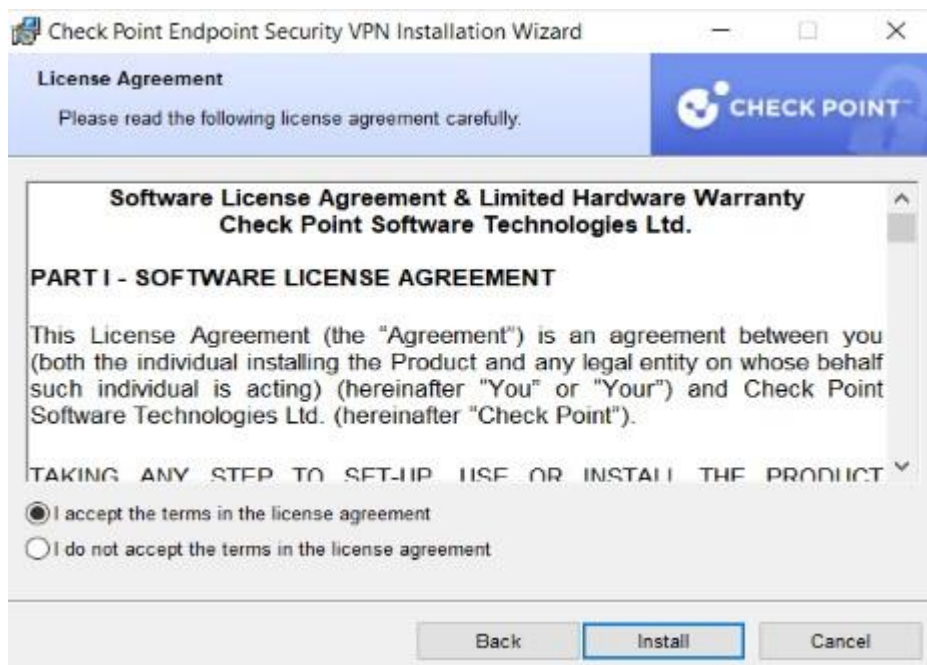 Check Point Endpoint Security VPN Installation Wizard
License Agreement
Please read the following license agreement carefully.
CHECK POINT™
Software License Agreement & Limited Hardware Warranty
Check Point Software Technologies Ltd.
PART I - SOFTWARE LICENSE AGREEMENT
This License Agreement (the “Agreement”) is an agreement between you
(both the individual installing the Product and any legal entity on whose behalf
such individual is acting) (hereinafter “You” or “Your”) and Check Point
Software Technologies Ltd. (hereinafter “Check Point”).
TAKING ANY STEP TO SET-UP, USE OR INSTALL THE PRODUCT
I accept the terms in the license agreement
I do not accept the terms in the license agreement
Back
Install
Cancel